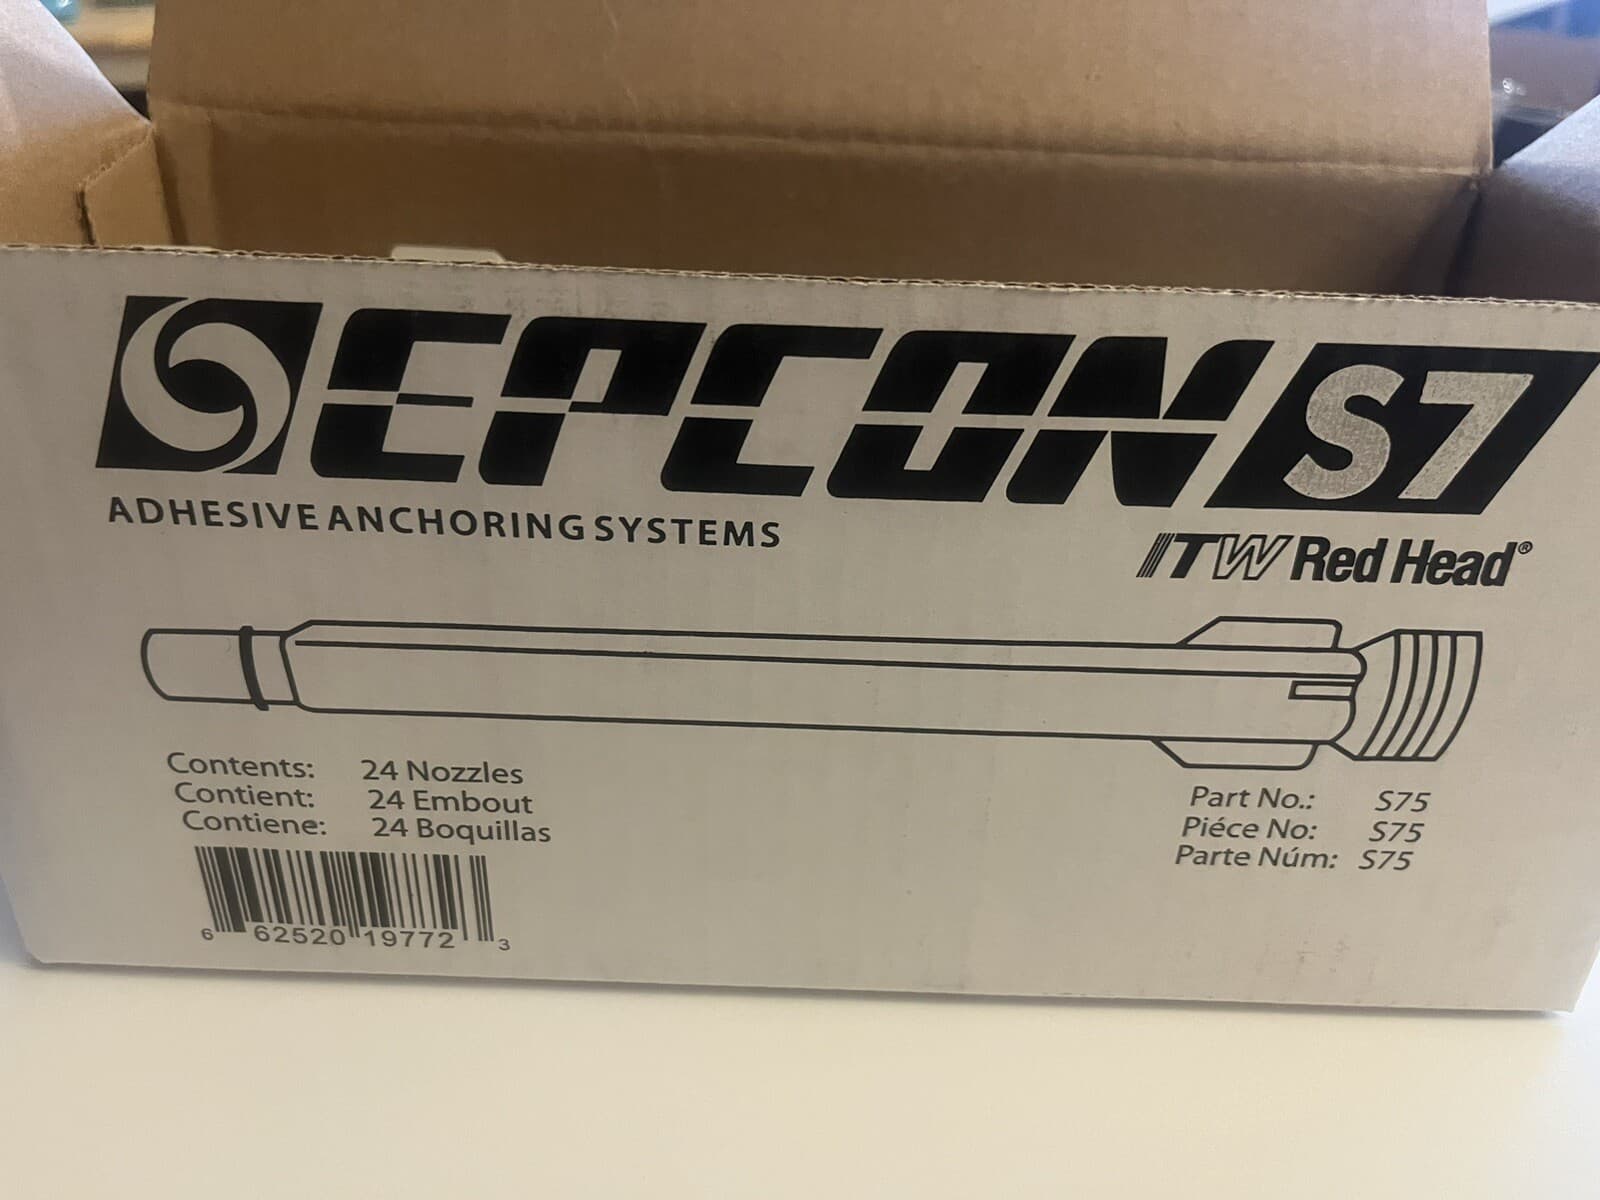 EPCON S7
ADHESIVE ANCHORING SYSTEMS
ITW Red Head®
Contents: 24 Nozzles
Contient: 24 Embout
Contiene: 24 Boquillas
Part No.: S75
Piéce No: S75
Parte Núm: S75
6 62520 19772 3